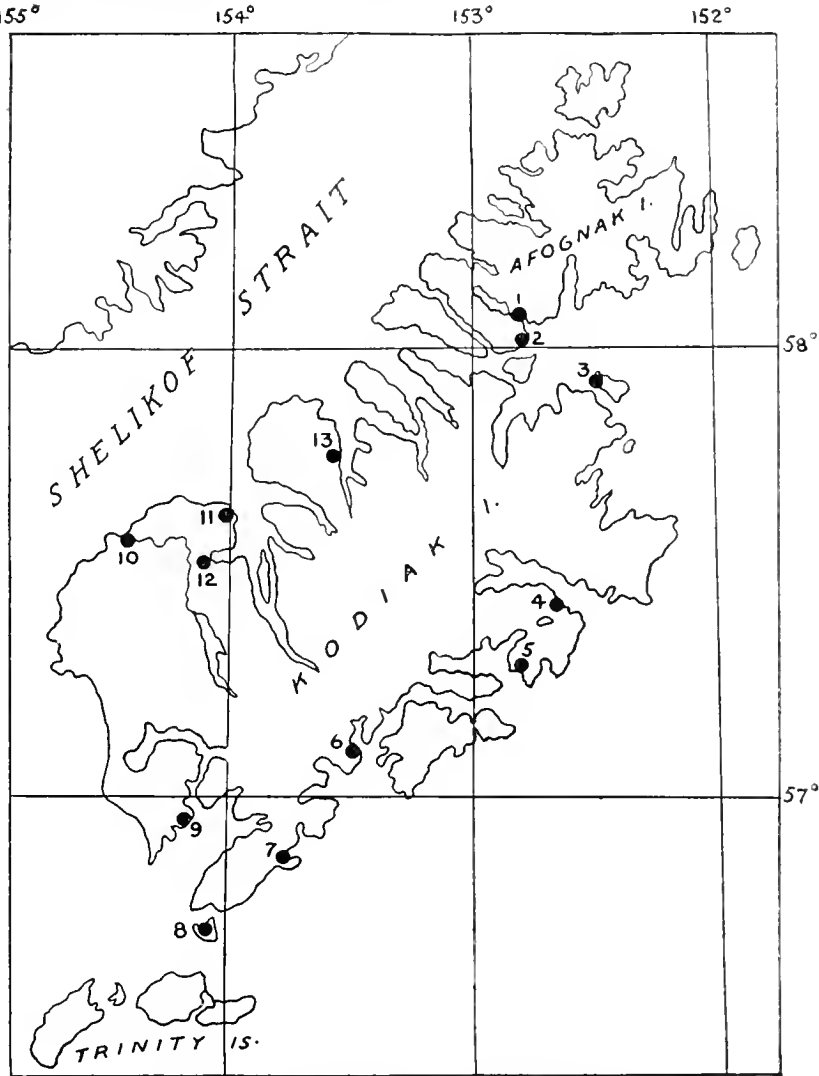 155° 154° 153° 152°
STRAIT
AFOGNAK I.
1
2
58°
3
SHELIKOF
13
KODIAK I.
11
10
12
4
5
6
57°
9
7
8
TRINITY IS.